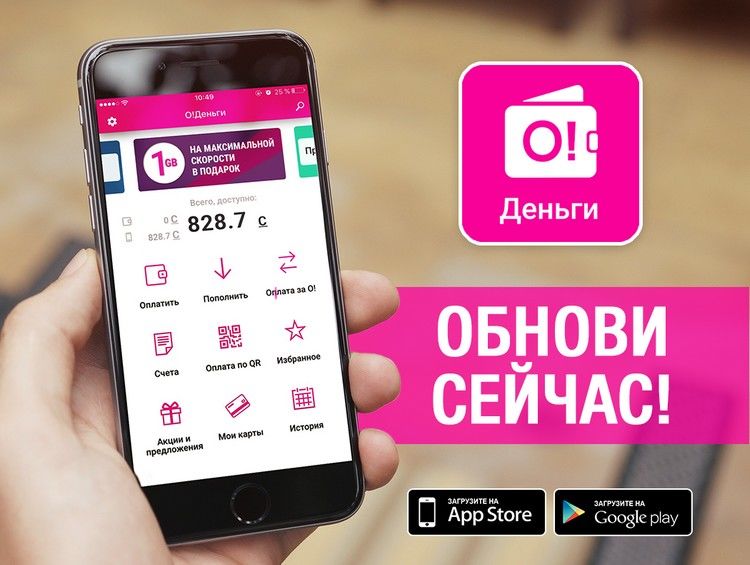 10:49
25 %
О!Деньги
1GB
НА МАКСИМАЛЬНОЙ
СКОРОСТИ
В ПОДАРОК
Пр
Всего, доступно:
0 С
828.7 С
828.7 С
Оплатить
Пополнить
Оплата за О!
Счета
Оплата по QR
Избранное
Акции и
предложения
Мои карты
История
О!
Деньги
ОБНОВИ
СЕЙЧАС!
ЗАГРУЗИТЕ НА
App Store
ЗАГРУЗИТЕ НА
Google play